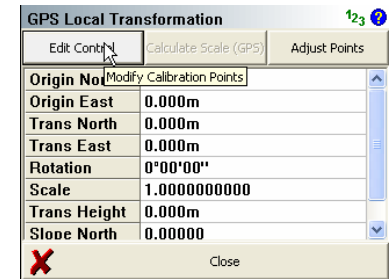 GPS Local Transformation 123
Edit Control Calculate Scale (GPS) Adjust Points
Modify Calibration Points
Origin No
Origin East 0.000m
Trans North 0.000m
Trans East 0.000m
Rotation 0°00'00"
Scale 1.0000000000
Trans Height 0.000m
Slope North 0.00000
Close